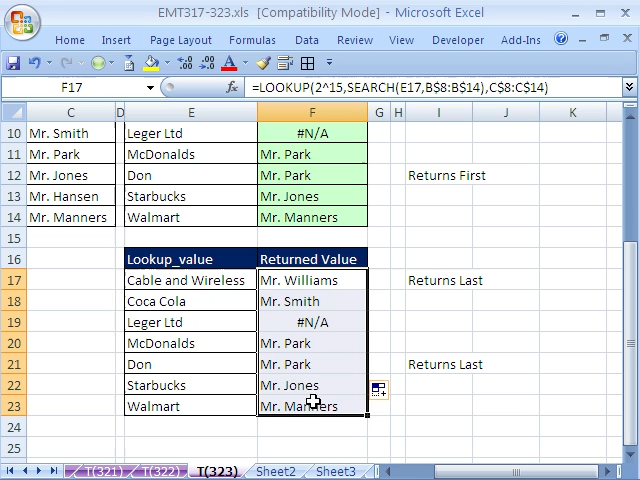 EMT317-323.xls [Compatibility Mode] - Microsoft Excel
Home Insert Page Layout Formulas Data Review View Developer Add-Ins
F17 fx =LOOKUP(2^15,SEARCH(E17,B$8:B$14),C$8:C$14)
C D E F G H I J K
10 Mr. Smith Leger Ltd #N/A
11 Mr. Park McDonalds Mr. Park
12 Mr. Jones Don Mr. Park Returns First
13 Mr. Hansen Starbucks Mr. Jones
14 Mr. Manners Walmart Mr. Manners
15
16 Lookup_value Returned Value
17 Cable and Wireless Mr. Williams Returns Last
18 Coca Cola Mr. Smith
19 Leger Ltd #N/A
20 McDonalds Mr. Park
21 Don Mr. Park Returns Last
22 Starbucks Mr. Jones
23 Walmart Mr. Manners
24
25
T(321) T(322) T(323) Sheet2 Sheet3